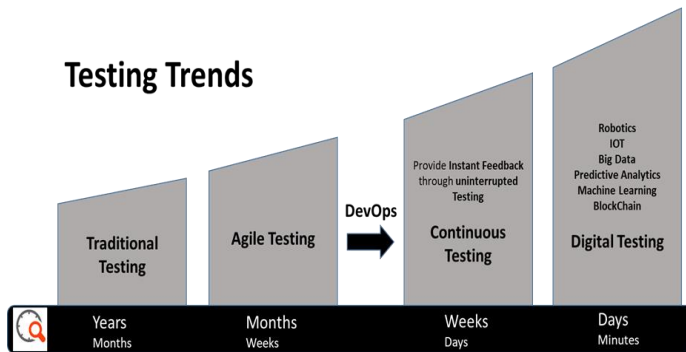 Testing Trends
Traditional
Testing
Agile Testing
DevOps
Provide Instant Feedback
through uninterrupted
Testing
Continuous
Testing
Robotics
IOT
Big Data
Predictive Analytics
Machine Learning
BlockChain
Digital Testing
Years
Months
Months
Weeks
Weeks
Days
Days
Minutes